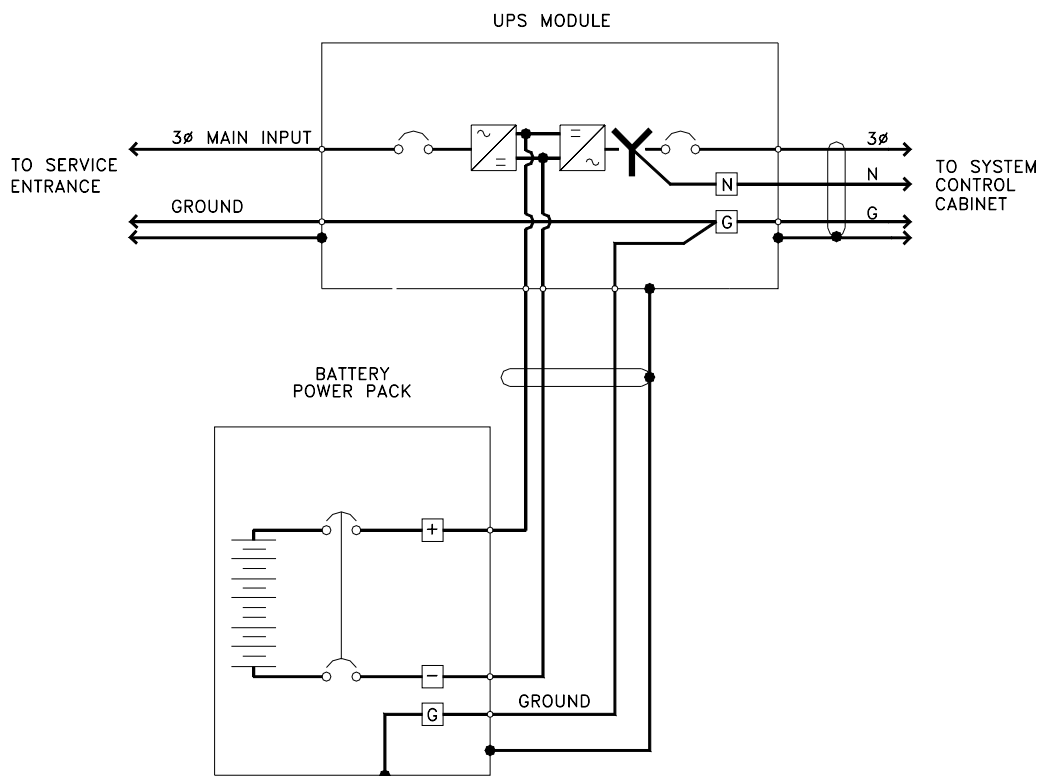 UPS MODULE
3ø MAIN INPUT
3ø
TO SERVICE
ENTRANCE
TO SYSTEM
CONTROL
CABINET
N
N
GROUND
G
G
BATTERY
POWER PACK
+
−
G
GROUND